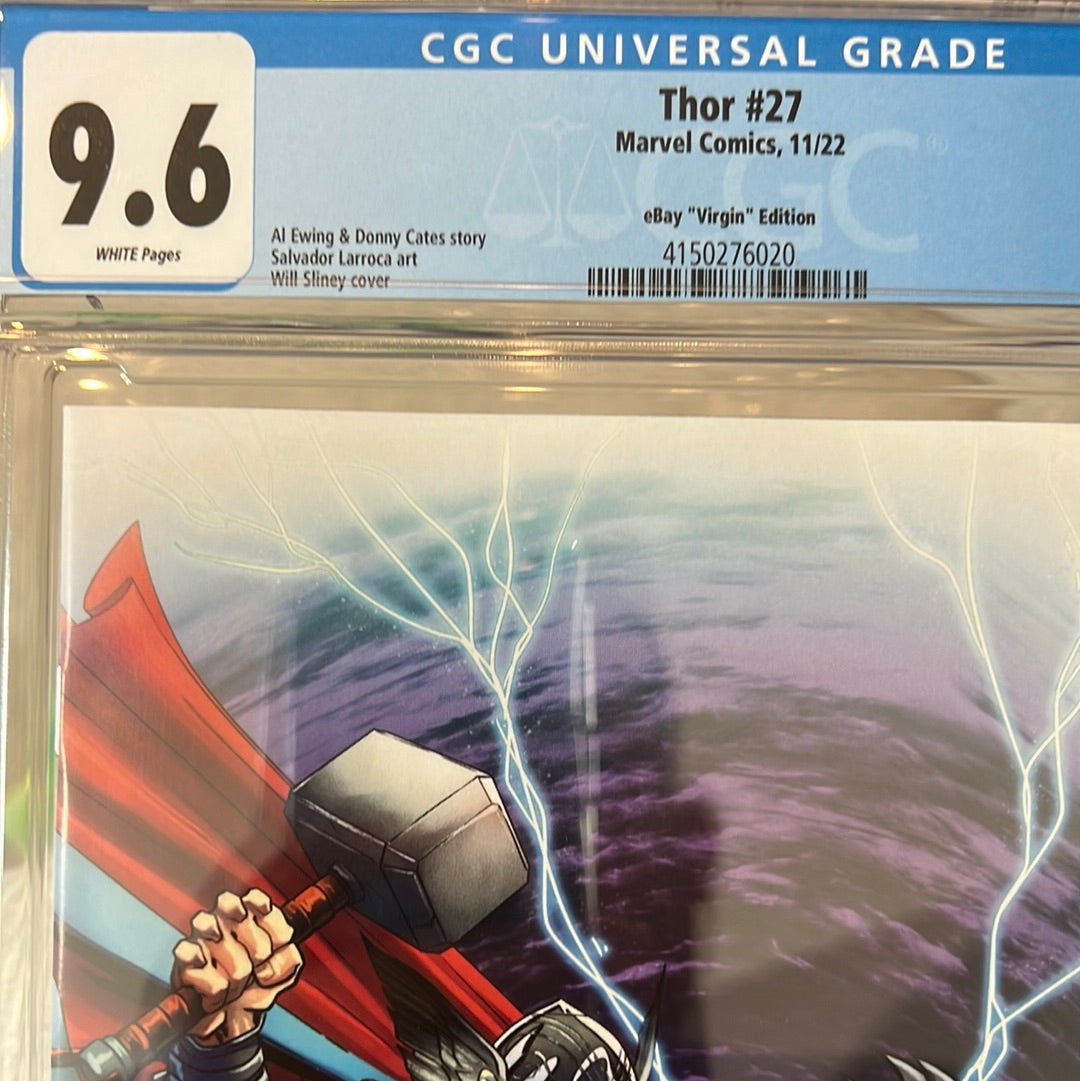 CGC UNIVERSAL GRADE
9.6
WHITE Pages
Thor #27
Marvel Comics, 11/22
eBay "Virgin" Edition
4150276020
Al Ewing & Donny Cates story
Salvador Larroca art
Will Sliney cover
CGC